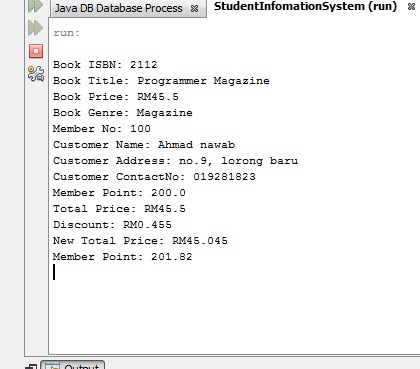 Java DB Database Process StudentInfomationSystem (run)
run:
Book ISBN: 2112
Book Title: Programmer Magazine
Book Price: RM45.5
Book Genre: Magazine
Member No: 100
Customer Name: Ahmad nawab
Customer Address: no.9, lorong baru
Customer ContactNo: 019281823
Member Point: 200.0
Total Price: RM45.5
Discount: RM0.455
New Total Price: RM45.045
Member Point: 201.82
Output